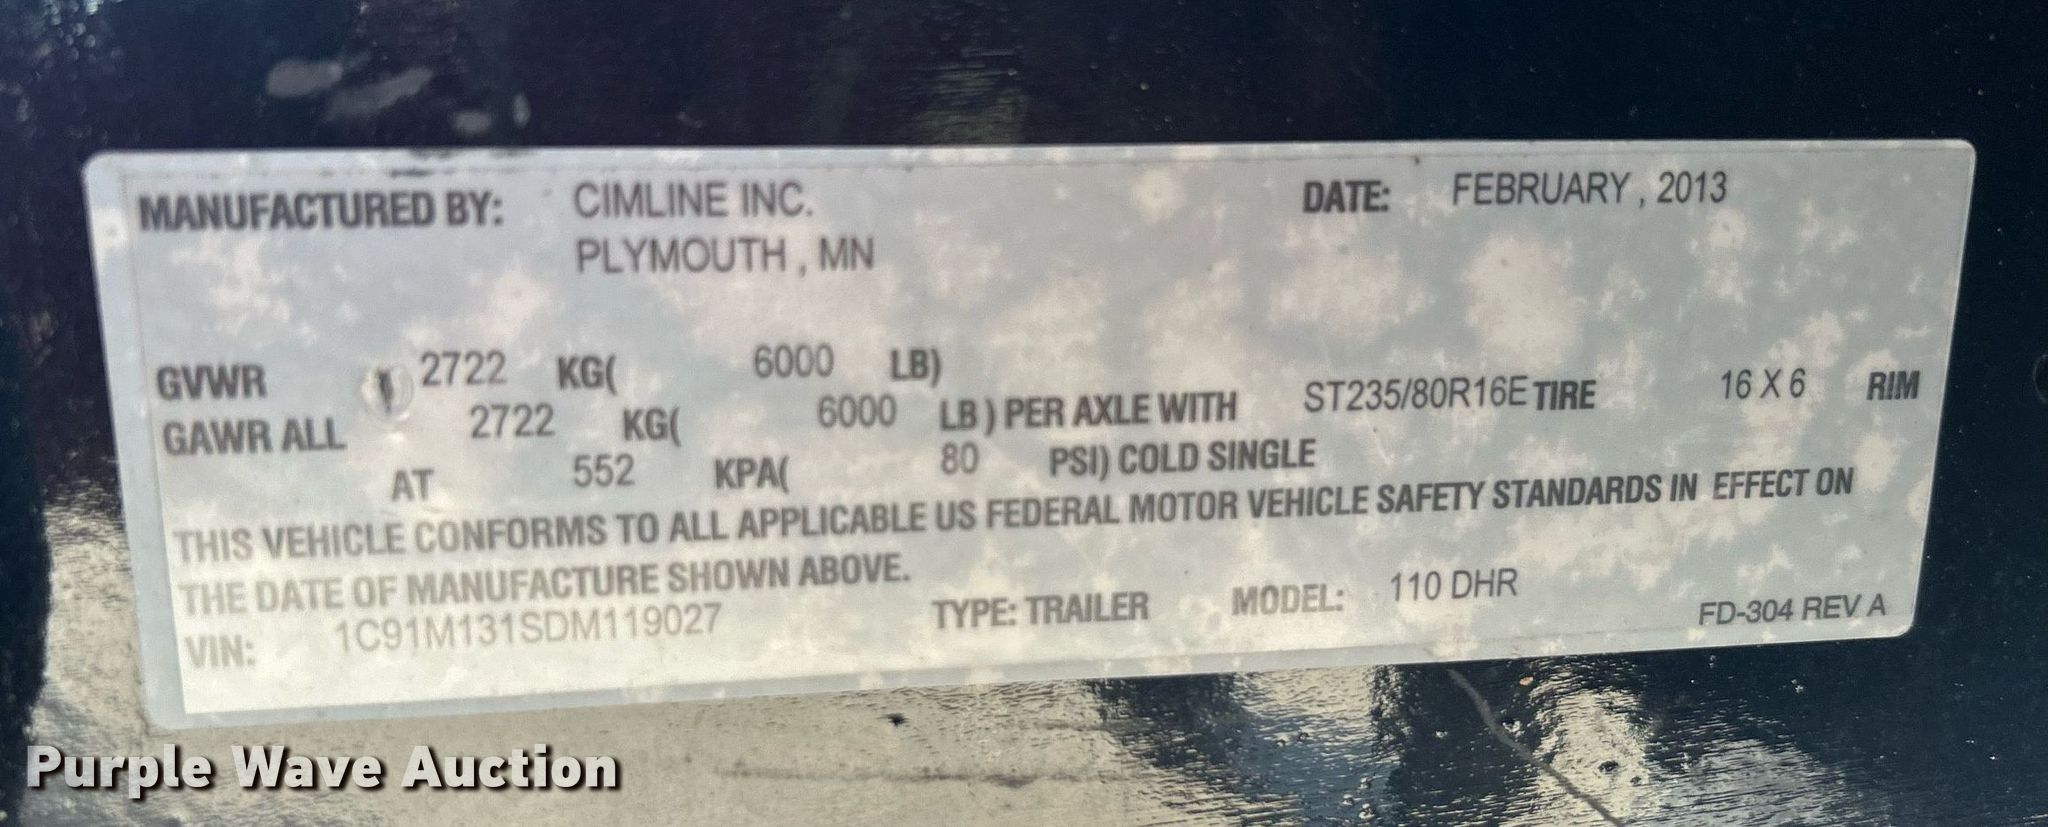 MANUFACTURED BY: CIMLINE INC. DATE: FEBRUARY , 2013
PLYMOUTH , MN
GVWR 2722 KG( 6000 LB)
GAWR ALL 2722 KG( 6000 LB ) PER AXLE WITH ST235/80R16E TIRE 16 X 6 RIM
AT 552 KPA( 80 PSI) COLD SINGLE
THIS VEHICLE CONFORMS TO ALL APPLICABLE US FEDERAL MOTOR VEHICLE SAFETY STANDARDS IN EFFECT ON
THE DATE OF MANUFACTURE SHOWN ABOVE.
VIN: 1C91M131SDM119027 TYPE: TRAILER MODEL: 110 DHR FD-304 REV A
Purple Wave Auction